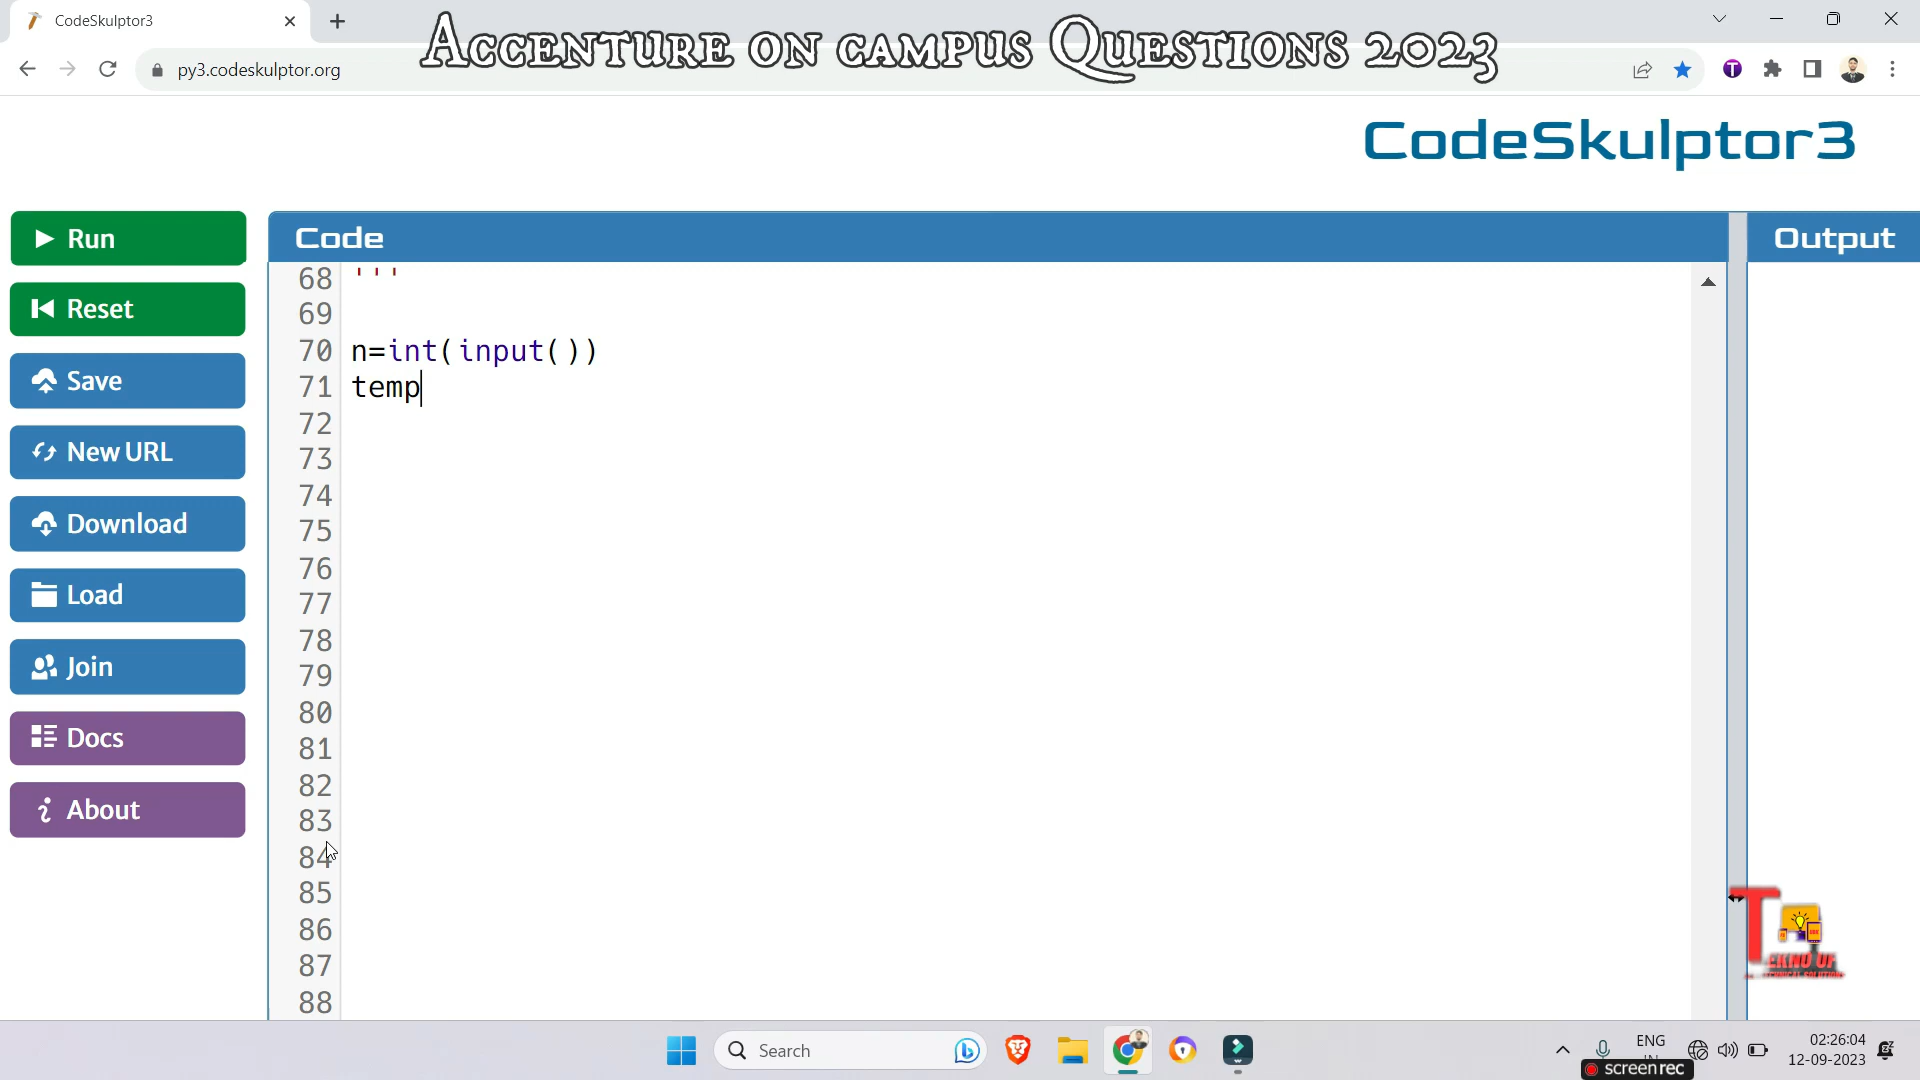 CodeSkulptor3
ACCENTURE ON CAMPUS QUESTIONS 2023
py3.codeskulptor.org
T
CodeSkulptor3
Run
Reset
Save
New URL
Download
Load
Join
Docs
About
Code
Output
68 '''
69
70 n=int(input())
71 temp
72
73
74
75
76
77
78
79
80
81
82
83
84
85
86
87
88
Search
ENG
IN
02:26:04
12-09-2023
screenrec